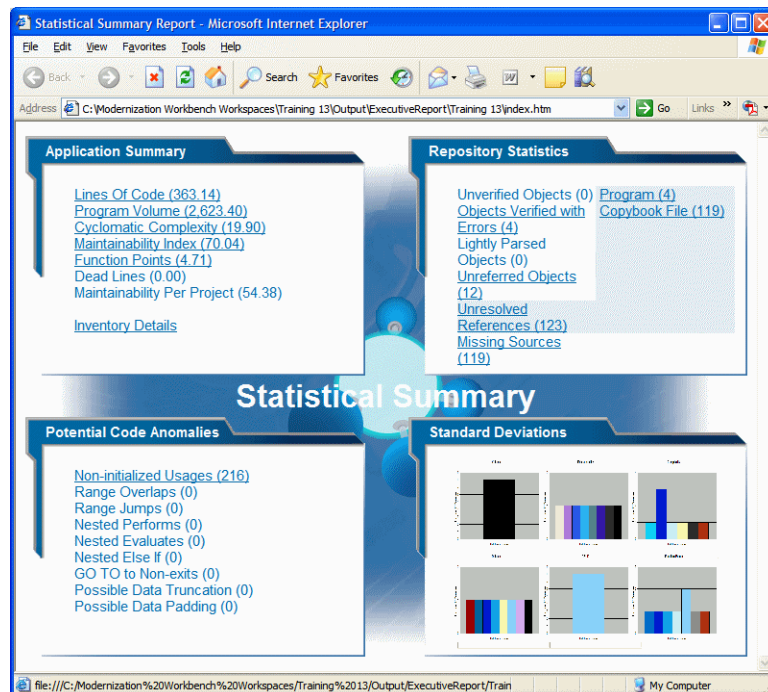 Statistical Summary Report - Microsoft Internet Explorer
File Edit View Favorites Tools Help
Back Search Favorites
Address C:\Modernization Workbench Workspaces\Training 13\Output\ExecutiveReport\Training 13\index.htm Go Links »
Application Summary
Lines Of Code (363.14)
Program Volume (2,623.40)
Cyclomatic Complexity (19.90)
Maintainability Index (70.04)
Function Points (4.71)
Dead Lines (0.00)
Maintainability Per Project (54.38)
Inventory Details
Repository Statistics
Unverified Objects (0)
Objects Verified with
Errors (4)
Lightly Parsed
Objects (0)
Unreferred Objects
(12)
Unresolved
References (123)
Missing Sources
(119)
Program (4)
Copybook File (119)
Statistical Summary
Potential Code Anomalies
Non-initialized Usages (216)
Range Overlaps (0)
Range Jumps (0)
Nested Performs (0)
Nested Evaluates (0)
Nested Else If (0)
GO TO to Non-exits (0)
Possible Data Truncation (0)
Possible Data Padding (0)
Standard Deviations
file:///C:/Modernization%20Workbench%20Workspaces/Training%2013/Output/ExecutiveReport/Train
My Computer